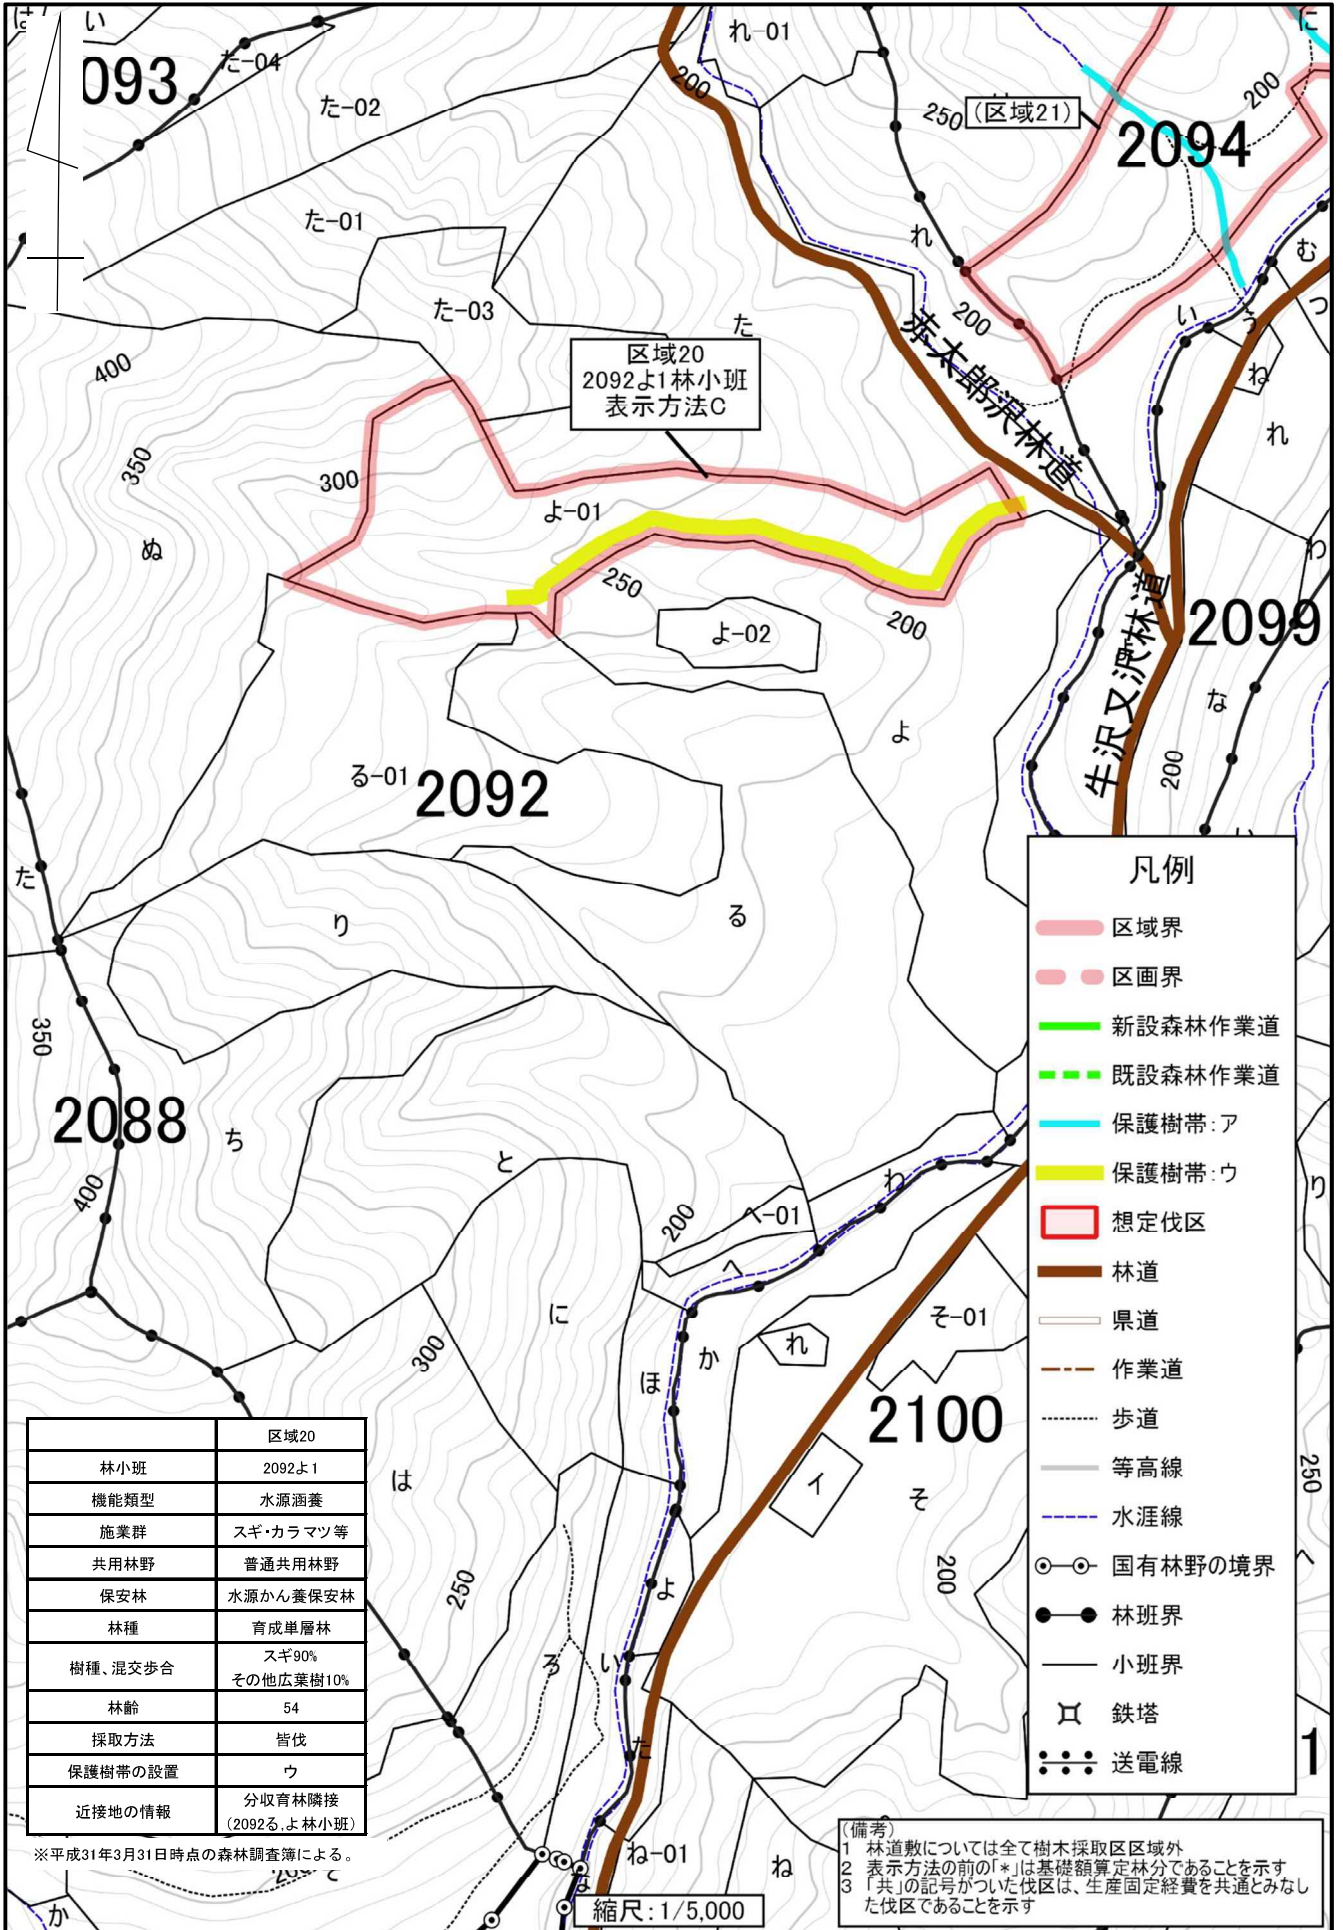 は
い
れ-01
に
093
た-04
た-02
200
250
(区域21)
200
2094
た-01
れ
む
つ
た-03
た
200
い
う
ね
赤太郎沢林道
400
区域20
2092よ1林小班
表示方法C
れ
350
300
よ-01
ぬ
わ
250
200
よ-02
牛沢又沢林道
2099
な
よ
る-01
2092
200
い
た
り
る
350
2088
ち
と
わ
400
200
へ-01
へ
り
に
そ-01
300
か
れ
ほ
2100
は
イ
そ
250
250
200
へ
よ
ろ
い
た
1
ね-01
ね
か
凡例
区域界
区画界
新設森林作業道
既設森林作業道
保護樹帯:ア
保護樹帯:ウ
想定伐区
林道
県道
作業道
歩道
等高線
水涯線
国有林野の境界
林班界
小班界
鉄塔
送電線
区域20
林小班 2092よ1
機能類型 水源涵養
施業群 スギ・カラマツ等
共用林野 普通共用林野
保安林 水源かん養保安林
林種 育成単層林
樹種、混交歩合 スギ90%
その他広葉樹10%
林齢 54
採取方法 皆伐
保護樹帯の設置 ウ
近接地の情報 分収育林隣接
(2092る,よ林小班)
※平成31年3月31日時点の森林調査簿による。
縮尺:1/5,000
(備考)
1 林道敷については全て樹木採取区区域外
2 表示方法の前の「*」は基礎額算定林分であることを示す
3 「共」の記号がついた伐区は、生産固定経費を共通とみなし
た伐区であることを示す